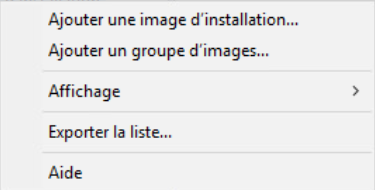 Ajouter une image d'installation...
Ajouter un groupe d'images...
Affichage
Exporter la liste...
Aide